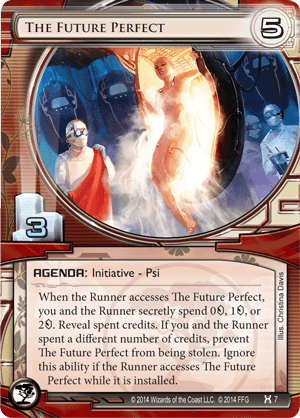 The Future Perfect
5
3
AGENDA: Initiative - Psi
When the Runner accesses The Future Perfect,
you and the Runner secretly spend 0, 1, or
2. Reveal spent credits. If you and the Runner
spent a different number of credits, prevent
The Future Perfect from being stolen. Ignore
this ability if the Runner accesses The Future
Perfect while it is installed.
Illus. Christina Davis
© 2014 Wizards of the Coast LLC. © 2014 FFG
7